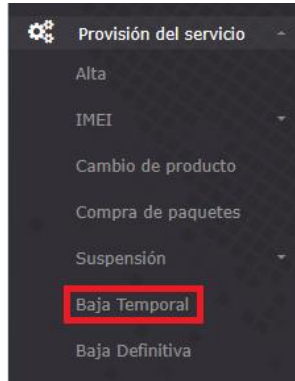 Provisión del servicio
Alta
IMEI
Cambio de producto
Compra de paquetes
Suspensión
Baja Temporal
Baja Definitiva